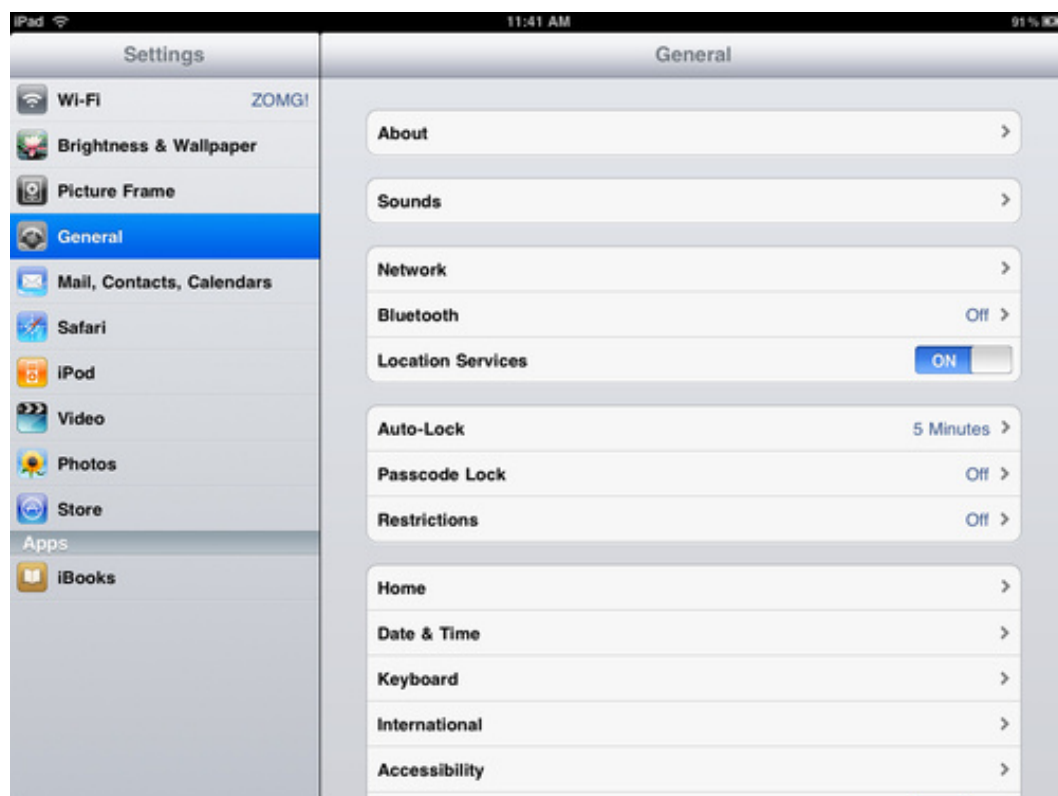 iPad 11:41 AM 91%
Settings
Wi-Fi ZOMG!
Brightness & Wallpaper
Picture Frame
General
Mail, Contacts, Calendars
Safari
iPod
Video
Photos
Store
Apps
iBooks
General
About
Sounds
Network
Bluetooth Off
Location Services ON
Auto-Lock 5 Minutes
Passcode Lock Off
Restrictions Off
Home
Date & Time
Keyboard
International
Accessibility